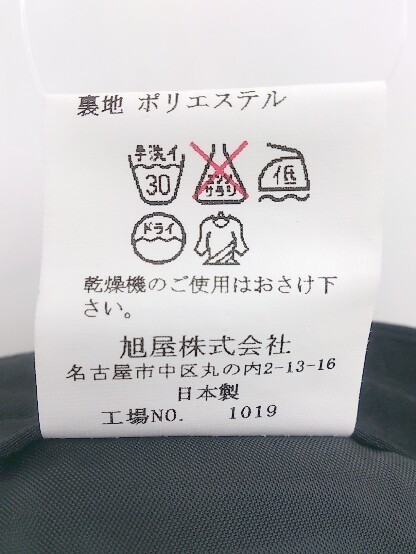 裏地 ポリエステル
手洗イ
30
エンソ
サラシ
低
ドライ
乾燥機のご使用はおさけ下
さい。
旭屋株式会社
名古屋市中区丸の内2-13-16
日本製
工場NO. 1019